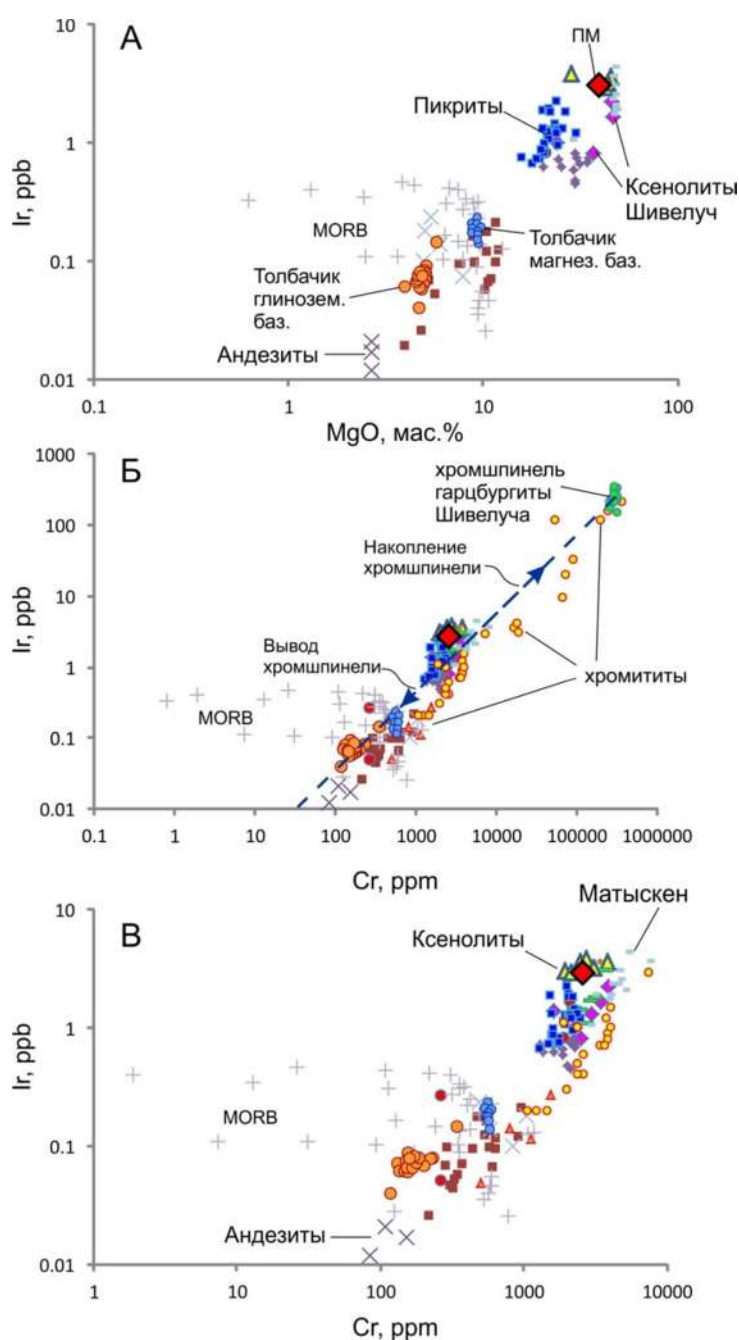 А
10
ПМ
Пикриты
1
Ксенолиты
Шивелуч
Ir, ppb
MORB
Толбачик
магнез. баз.
0.1
Толбачик
глинозем.
баз.
Андезиты
0.01
0.1
1
10
100
MgO, мас.%
Б
1000
хромшпинель
гарцбургиты
Шивелуча
100
Накопление
хромшпинели
10
Ir, ppb
Вывод
хромшпинели
1
хромититы
MORB
0.1
0.01
0.1
1
10
100
1000
10000
100000
1000000
Cr, ppm
В
10
Матыскен
Ксенолиты
1
Ir, ppb
MORB
0.1
Андезиты
0.01
1
10
100
1000
10000
Cr, ppm